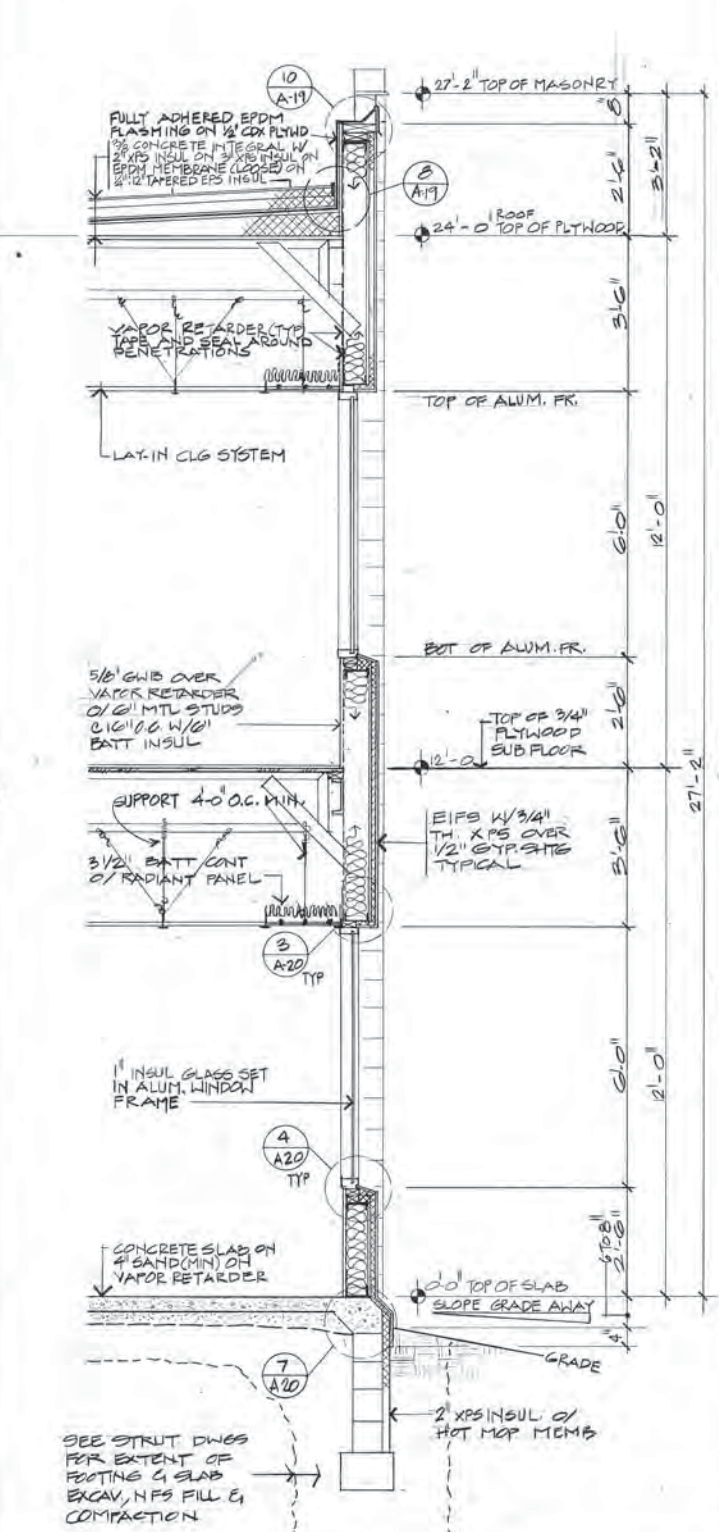 10
A-19
27'-2" TOP OF MASONRY
FULLY ADHERED EPDM
FLASHING ON 1/2" CDX PLYWD
3/8 CONCRETE INTEGRAL W/
2" XPS INSUL ON 3" XPS INSUL ON
EPDM MEMBRANE (LOOSE) ON
1/4":12" TAPERED EPS INSUL
8"
2'-6"
3'-2"
8
A-19
ROOF
24'-0" TOP OF PLYWOOD
3'-6"
VAPOR RETARDER (TYP)
TAPE AND SEAL AROUND
PENETRATIONS
TOP OF ALUM. FR.
LAY-IN CLG SYSTEM
6'-0"
12'-0"
BOT OF ALUM. FR.
5/8" GWB OVER
VAPOR RETARDER
O/ 6" MTL STUDS
@ 16" O.C. W/6"
BATT INSUL
2'-6"
TOP OF 3/4"
PLYWOOD
SUB FLOOR
12'-0
27'-2"
SUPPORT 4'-0" O.C. MIN.
EIFS W/3/4"
TH. XPS OVER
1/2" GYP. SHTG
TYPICAL
3'-6"
3 1/2" BATT CONT
O/ RADIANT PANEL
3
A-20
TYP
6'-0"
12'-0"
1" INSUL GLASS SET
IN ALUM. WINDOW
FRAME
4
A20
TYP
CONCRETE SLAB ON
4" SAND (MIN) ON
VAPOR RETARDER
6 TO 8"
2'-6"
0'-0" TOP OF SLAB
SLOPE GRADE AWAY
4"
GRADE
7
A20
2" XPS INSUL O/
HOT MOP MEMB
SEE STRUT DWGS
FOR EXTENT OF
FOOTING & SLAB
EXCAV, NFS FILL &
COMPACTION